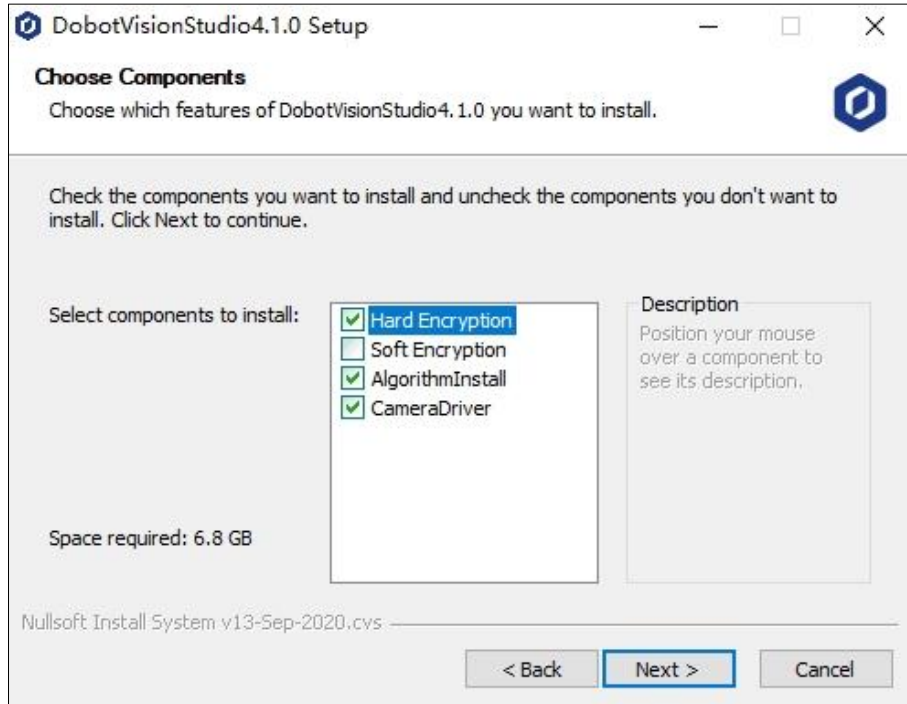 DobotVisionStudio4.1.0 Setup
Choose Components
Choose which features of DobotVisionStudio4.1.0 you want to install.
Check the components you want to install and uncheck the components you don't want to
install. Click Next to continue.
Select components to install:
Hard Encryption
Soft Encryption
AlgorithmInstall
CameraDriver
Description
Position your mouse
over a component to
see its description.
Space required: 6.8 GB
Nullsoft Install System v13-Sep-2020.cvs
< Back
Next >
Cancel